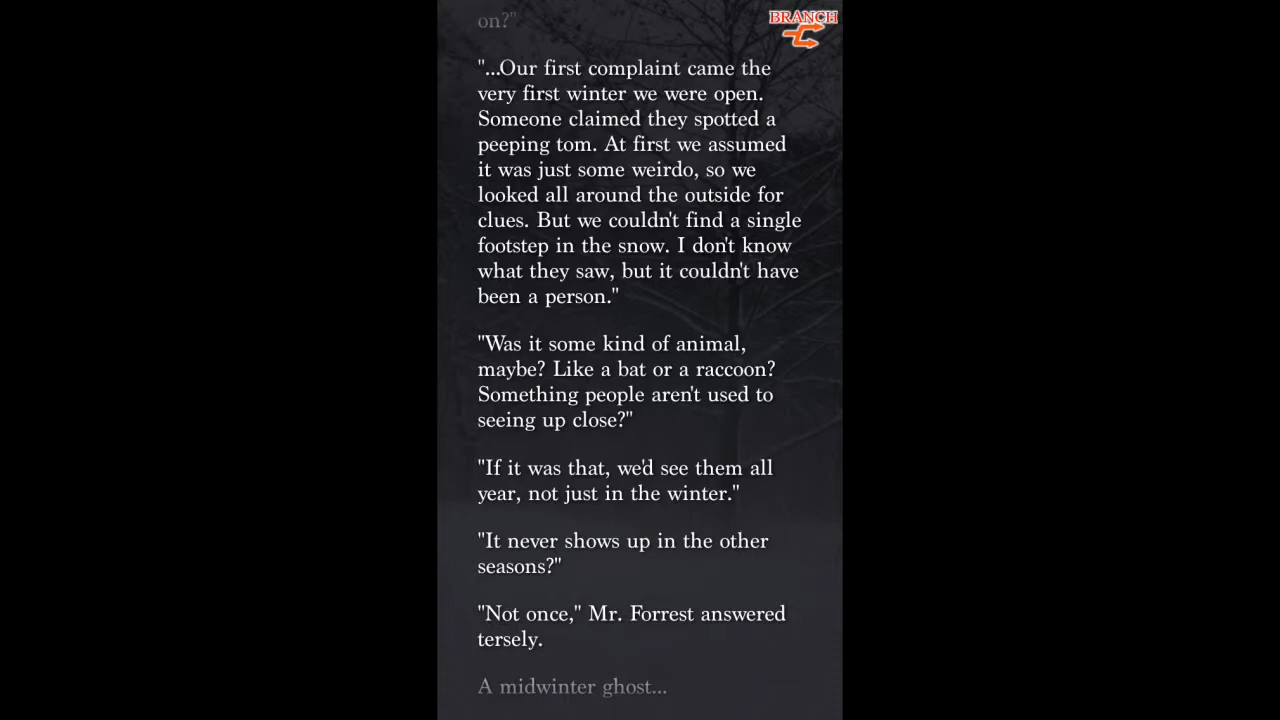 on?"
BRANCH
"...Our first complaint came the
very first winter we were open.
Someone claimed they spotted a
peeping tom. At first we assumed
it was just some weirdo, so we
looked all around the outside for
clues. But we couldn't find a single
footstep in the snow. I don't know
what they saw, but it couldn't have
been a person."
"Was it some kind of animal,
maybe? Like a bat or a raccoon?
Something people aren't used to
seeing up close?"
"If it was that, we'd see them all
year, not just in the winter."
"It never shows up in the other
seasons?"
"Not once," Mr. Forrest answered
tersely.
A midwinter ghost...